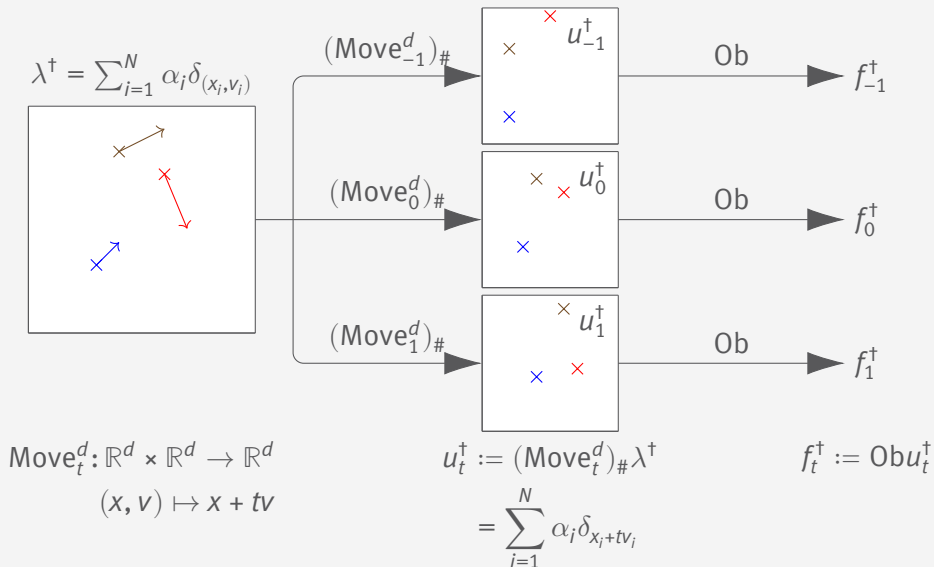 λ† = ∑_{i=1}^{N} α_i δ_{(x_i,v_i)}
(Move^d_{-1})_#
u†_{-1}
Ob
f†_{-1}
(Move^d_0)_#
u†_0
Ob
f†_0
(Move^d_1)_#
u†_1
Ob
f†_1
Move^d_t: ℝ^d × ℝ^d → ℝ^d
(x, v) ↦ x + tv
u†_t := (Move^d_t)_# λ†
= ∑_{i=1}^{N} α_i δ_{x_i+tv_i}
f†_t := Ob u†_t